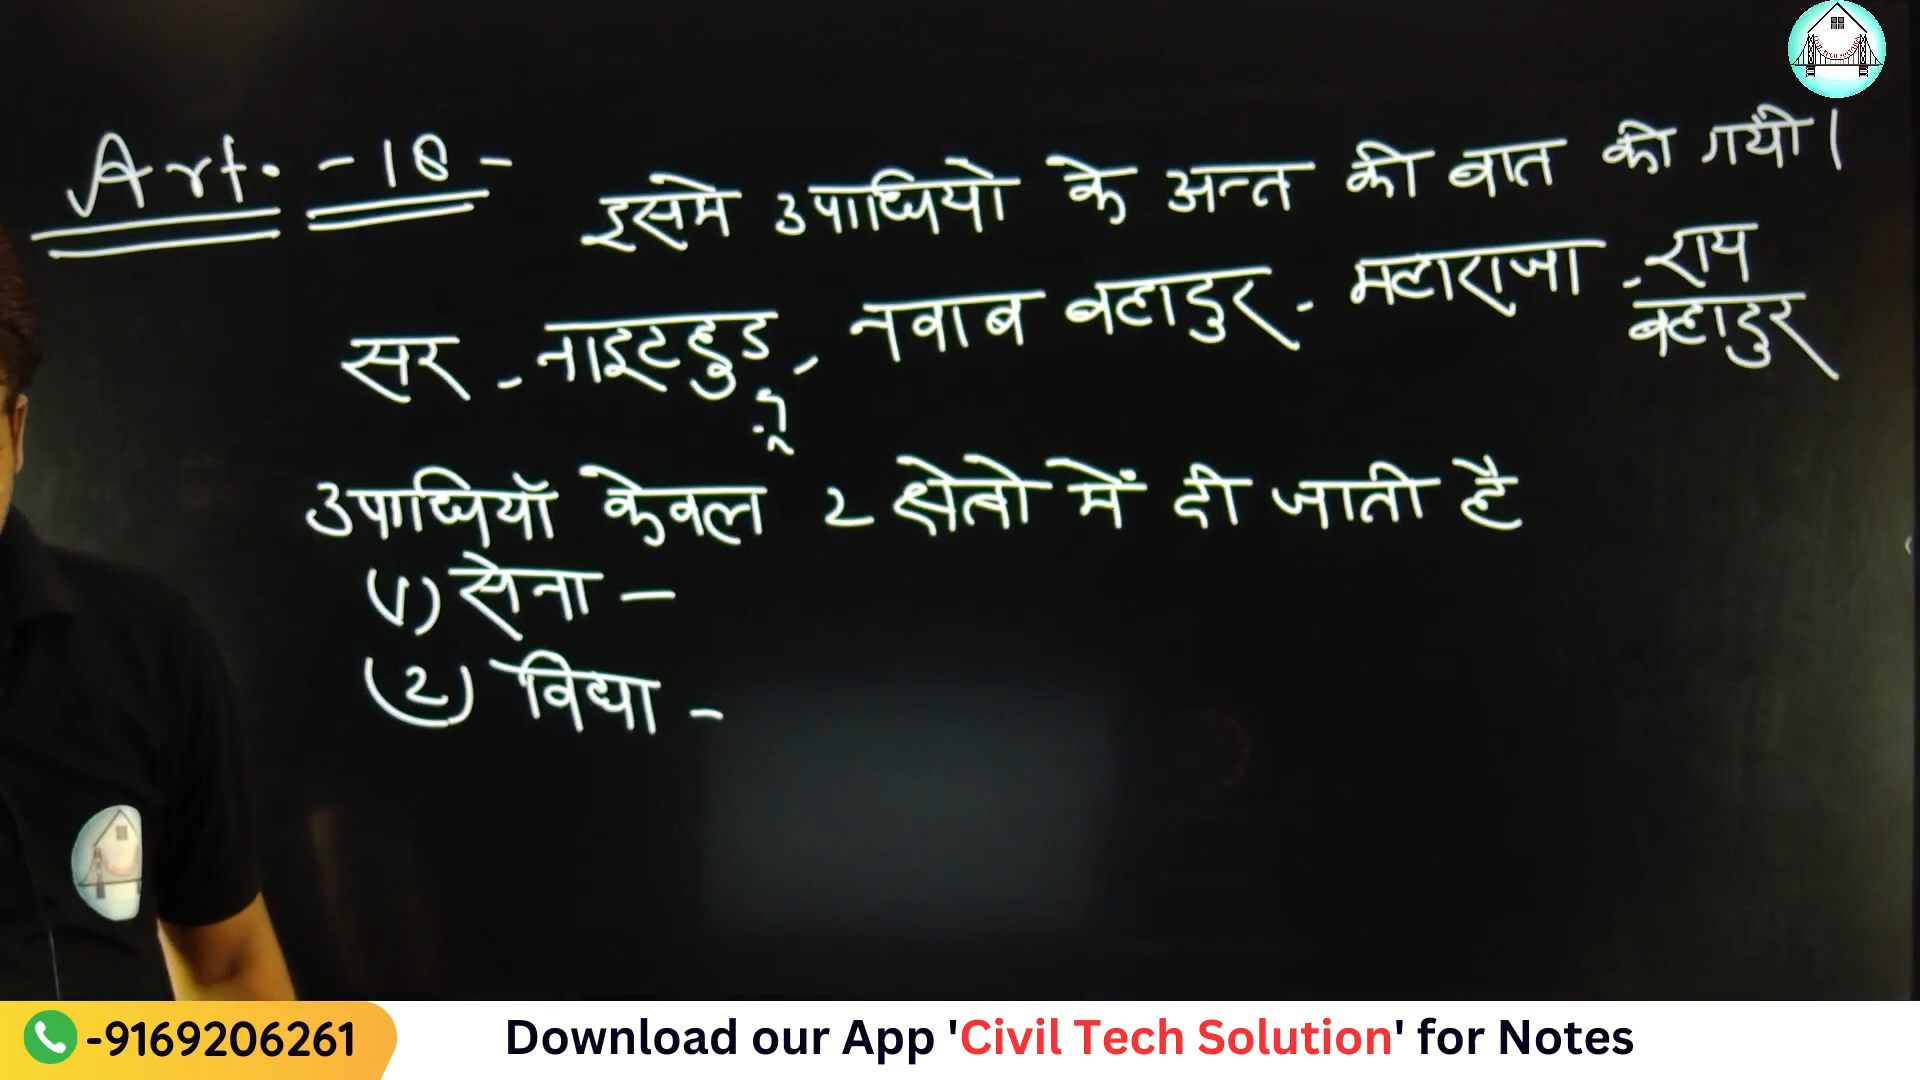 Art. - 18 - इसमे उपाधियो के अन्त की बात की गयी।
सर - नाइटहुड, नवाब बहादुर - महाराजा - राय
बहादुर
उपाधियाँ केवल 2 क्षेत्रो में दी जाती है
(1) सेना -
(2) विद्या -
-9169206261 Download our App 'Civil Tech Solution' for Notes